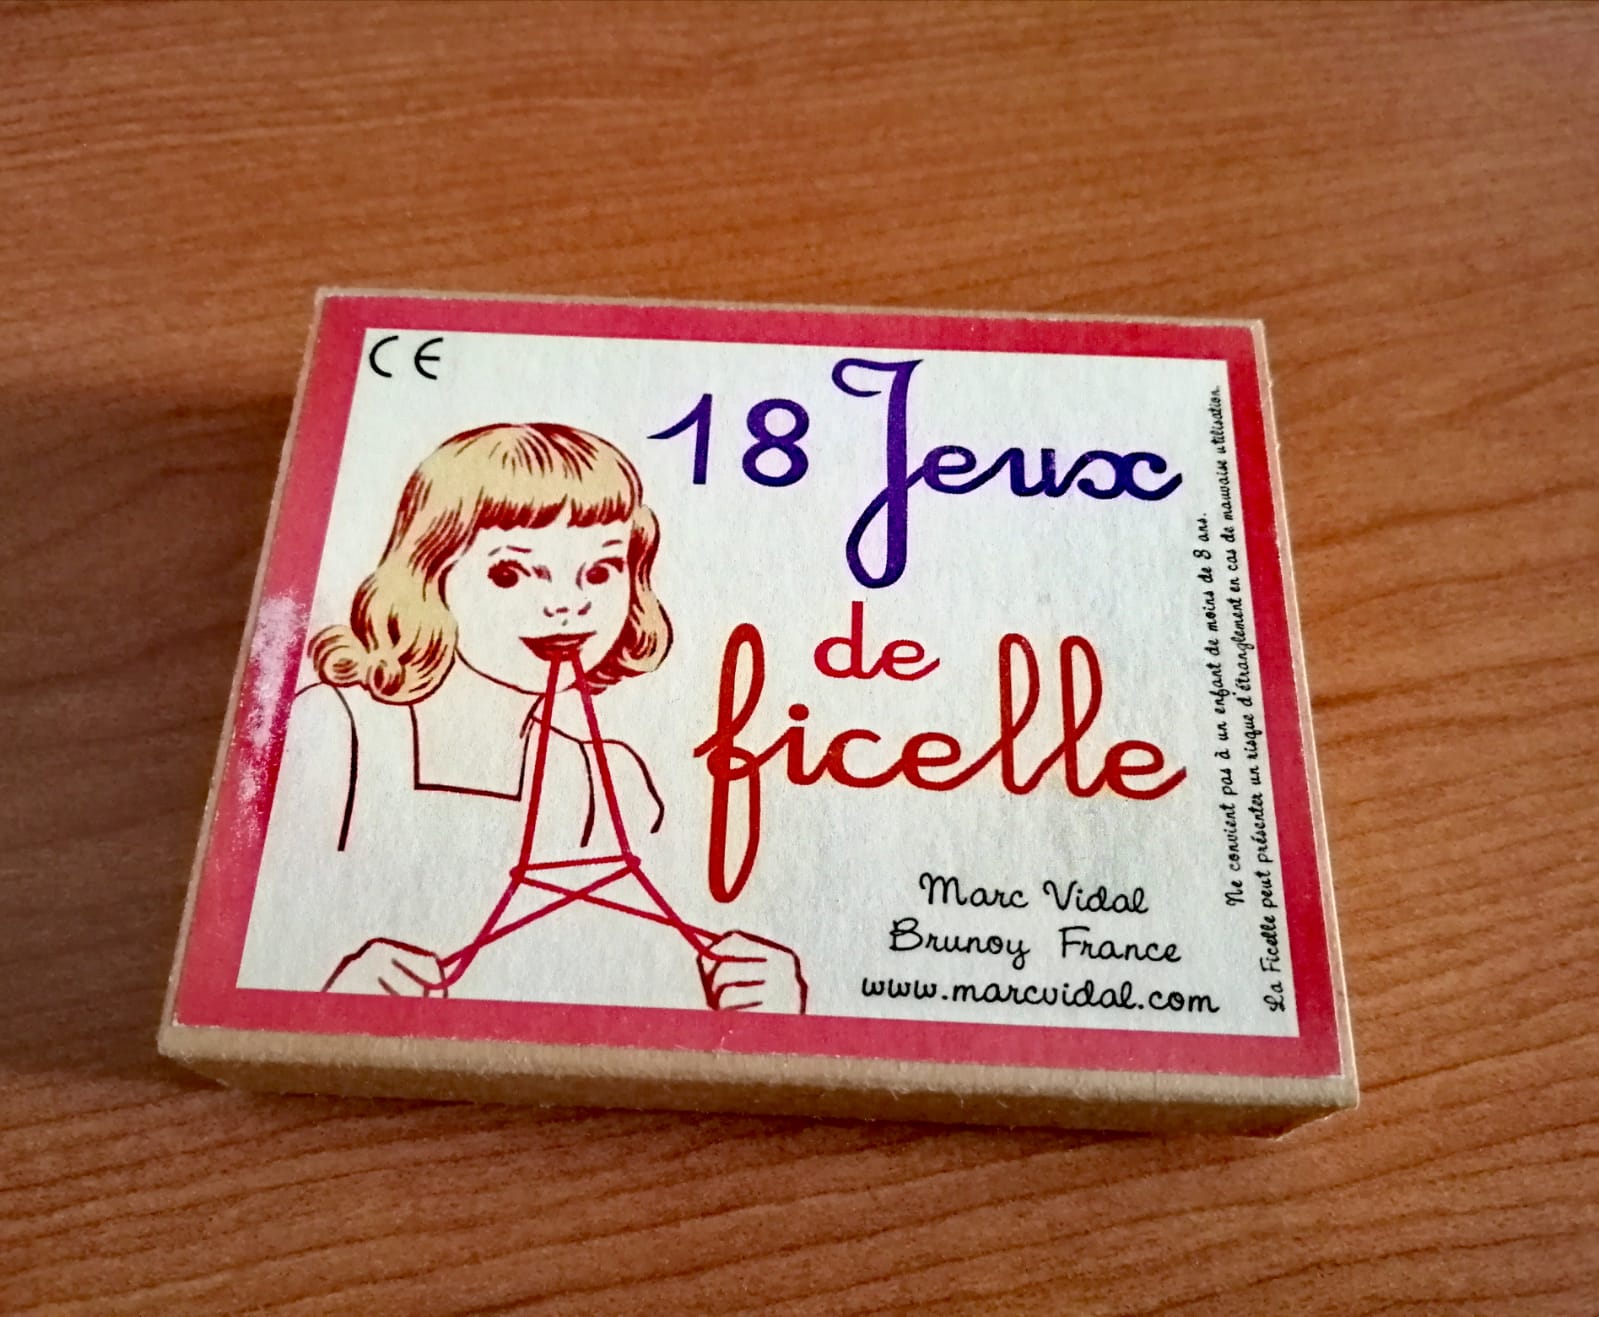 CE
18 Jeux
de
ficelle
Marc Vidal
Brunoy France
www.marcvidal.com
Ne convient pas à un enfant de moins de 8 ans.
La Ficelle peut présenter un risque d'étranglement en cas de mauvaise utilisation.